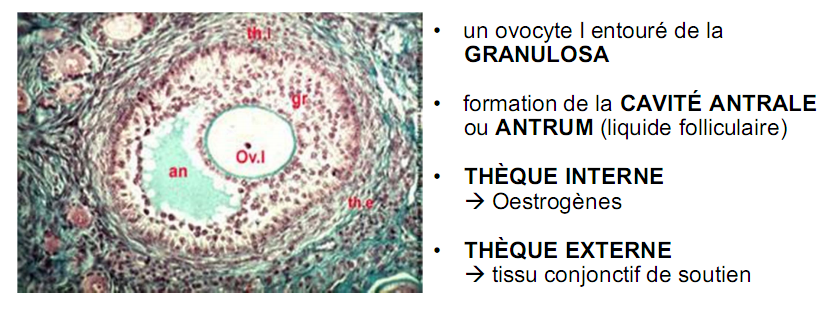 th.i
gr
Ov.I
an
th.e
• un ovocyte I entouré de la
GRANULOSA
• formation de la CAVITÉ ANTRALE
ou ANTRUM (liquide folliculaire)
• THÈQUE INTERNE
→ Oestrogènes
• THÈQUE EXTERNE
→ tissu conjonctif de soutien